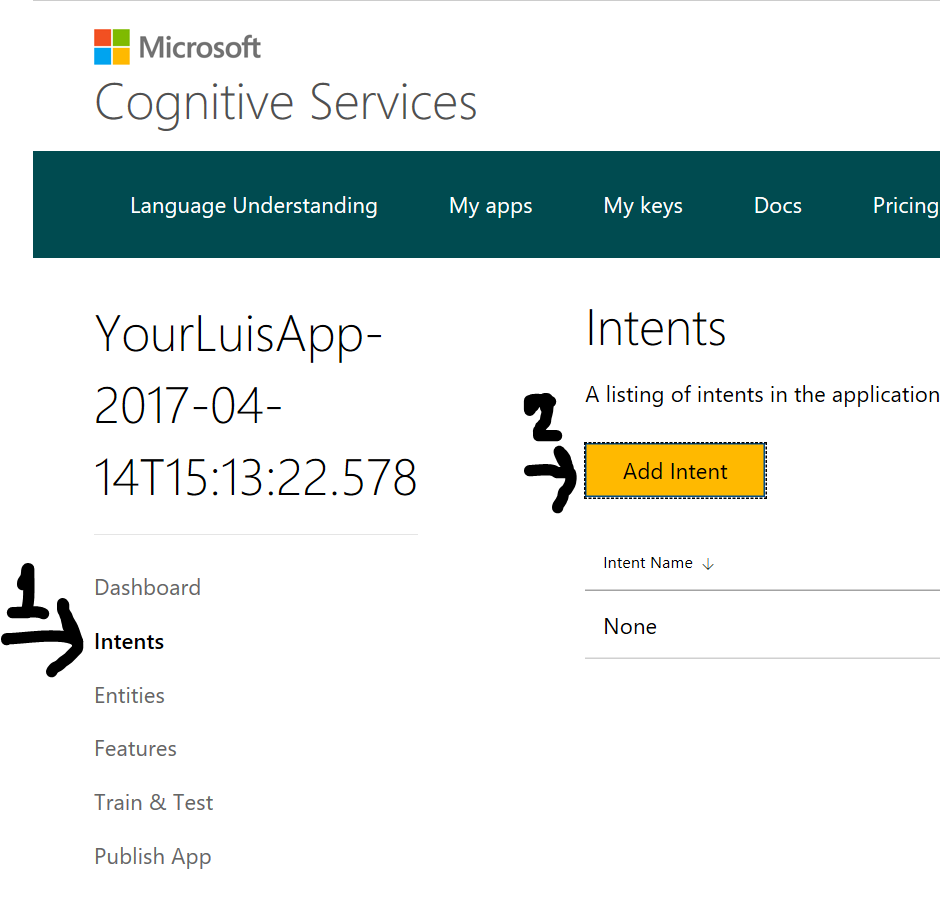 Microsoft
Cognitive Services
Language Understanding My apps My keys Docs Pricing
YourLuisApp-
2017-04-
14T15:13:22.578
1
Dashboard
Intents
Entities
Features
Train & Test
Publish App
Intents
A listing of intents in the application
2
Add Intent
Intent Name ↓
None